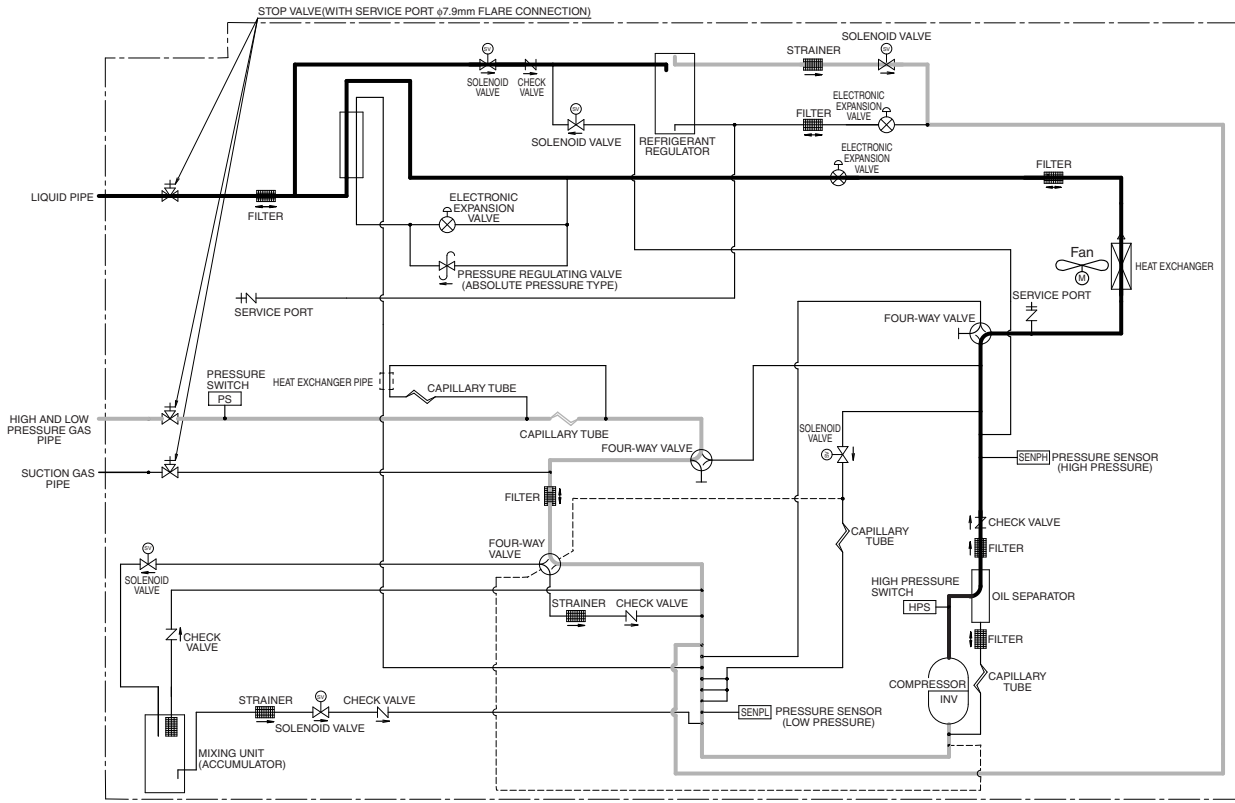 STOP VALVE(WITH SERVICE PORT φ7.9mm FLARE CONNECTION)
SV
SOLENOID
VALVE
CHECK
VALVE
SV
SOLENOID VALVE
REFRIGERANT
REGULATOR
STRAINER
SOLENOID VALVE
SV
FILTER
ELECTRONIC
EXPANSION
VALVE
ELECTRONIC
EXPANSION
VALVE
FILTER
LIQUID PIPE
FILTER
ELECTRONIC
EXPANSION
VALVE
PRESSURE REGULATING VALVE
(ABSOLUTE PRESSURE TYPE)
Fan
M
HEAT EXCHANGER
SERVICE PORT
SERVICE PORT
FOUR-WAY VALVE
PRESSURE
SWITCH
PS
HEAT EXCHANGER PIPE
CAPILLARY TUBE
HIGH AND LOW
PRESSURE GAS
PIPE
CAPILLARY TUBE
FOUR-WAY VALVE
SOLENOID
VALVE
SV
SENPH
PRESSURE SENSOR
(HIGH PRESSURE)
SUCTION GAS
PIPE
FILTER
CAPILLARY
TUBE
CHECK VALVE
FILTER
SV
SOLENOID
VALVE
FOUR-WAY
VALVE
HIGH PRESSURE
SWITCH
HPS
OIL SEPARATOR
STRAINER
CHECK VALVE
CHECK
VALVE
FILTER
COMPRESSOR
INV
CAPILLARY
TUBE
STRAINER
SV
SOLENOID VALVE
CHECK VALVE
SENPL
PRESSURE SENSOR
(LOW PRESSURE)
MIXING UNIT
(ACCUMULATOR)